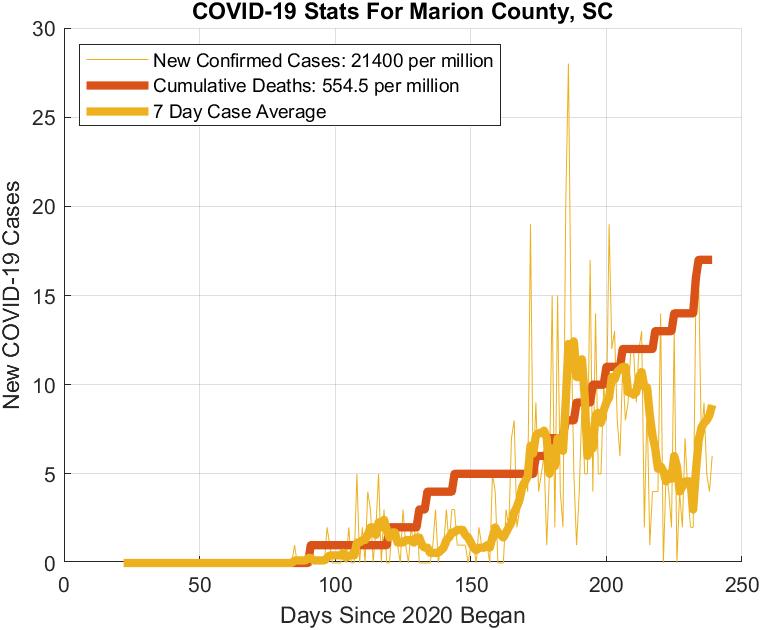 COVID-19 Stats For Marion County, SC
New Confirmed Cases: 21400 per million
Cumulative Deaths: 554.5 per million
7 Day Case Average
New COVID-19 Cases
30
25
20
15
10
5
0
0 50 100 150 200 250
Days Since 2020 Began